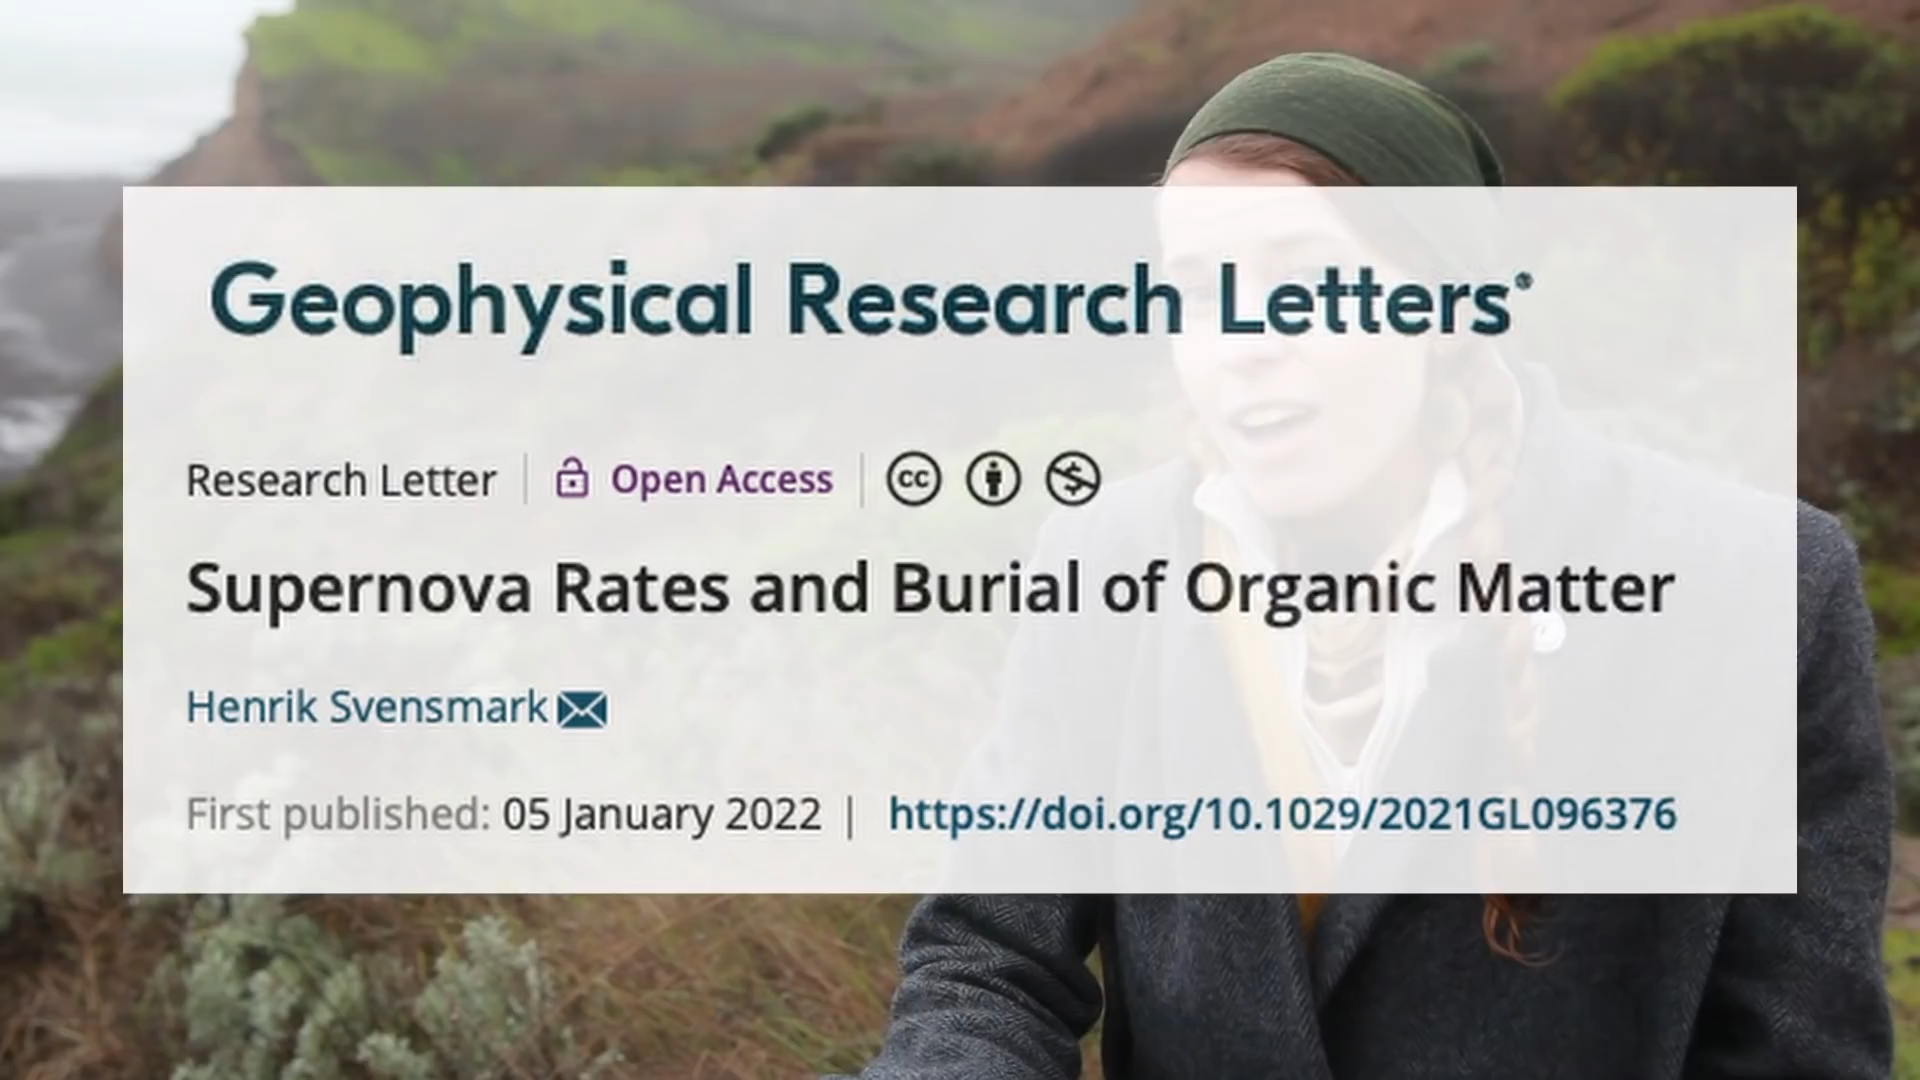 Geophysical Research Letters®
Research Letter | Open Access | cc
Supernova Rates and Burial of Organic Matter
Henrik Svensmark
First published: 05 January 2022 | https://doi.org/10.1029/2021GL096376